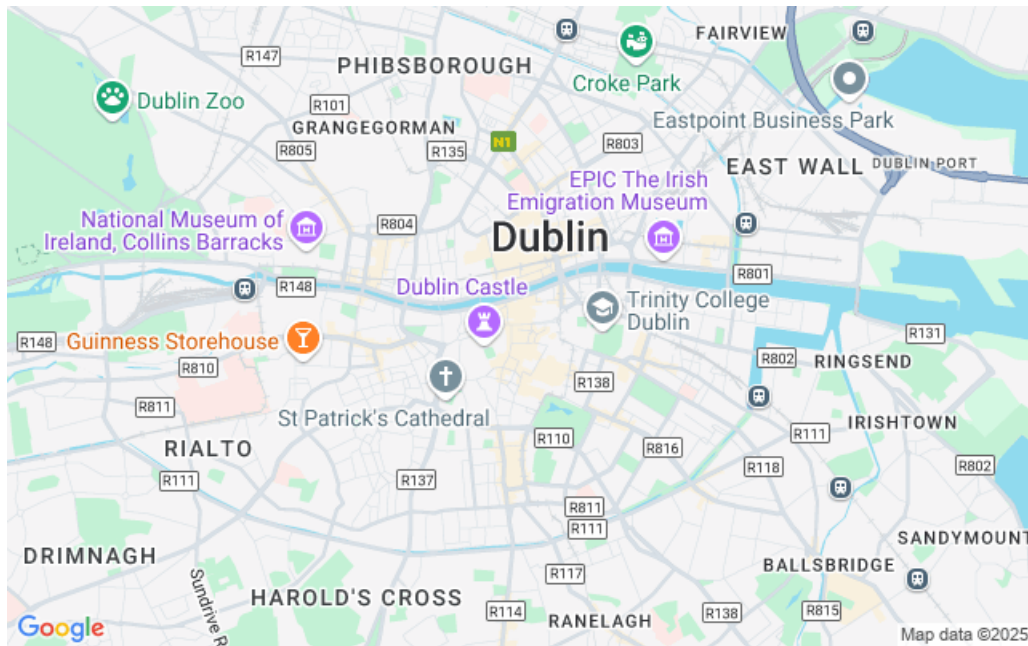 FAIRVIEW
R147
PHIBSBOROUGH
Croke Park
Dublin Zoo
R101
Eastpoint Business Park
GRANGEGORMAN
N1
R803
R805
R135
EAST WALL
DUBLIN PORT
EPIC The Irish
Emigration Museum
National Museum of
Ireland, Collins Barracks
R804
Dublin
R801
R148
Dublin Castle
Trinity College
Dublin
R148
Guinness Storehouse
R131
R802
RINGSEND
R810
R138
R811
St Patrick's Cathedral
IRISHTOWN
R110
R111
RIALTO
R816
R118
R802
R111
R137
R811
R111
SANDYMOUNT
DRIMNAGH
BALLSBRIDGE
R117
Sundrive R
HAROLD'S CROSS
R114
RANELAGH
R138
R815
Google
Map data ©2025